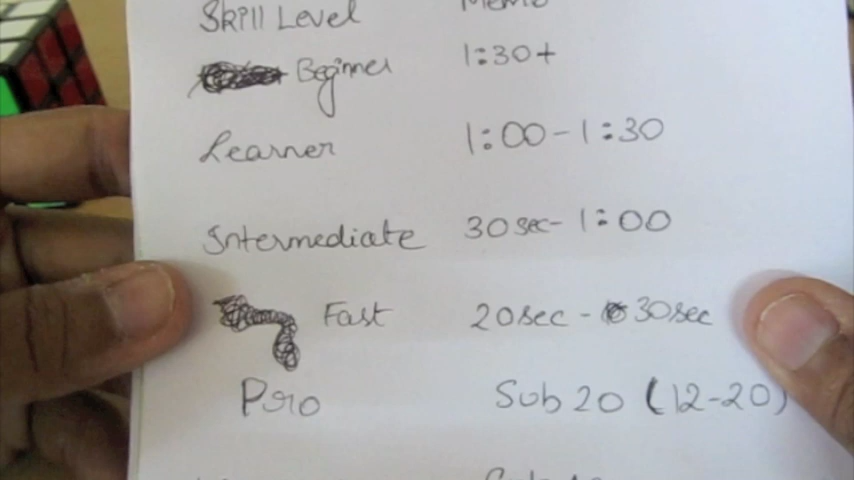 Skill Level Memo
Beginner 1:30+
Learner 1:00-1:30
Intermediate 30sec- 1:00
Fast 20sec - 30sec
Pro Sub 20 (12-20)